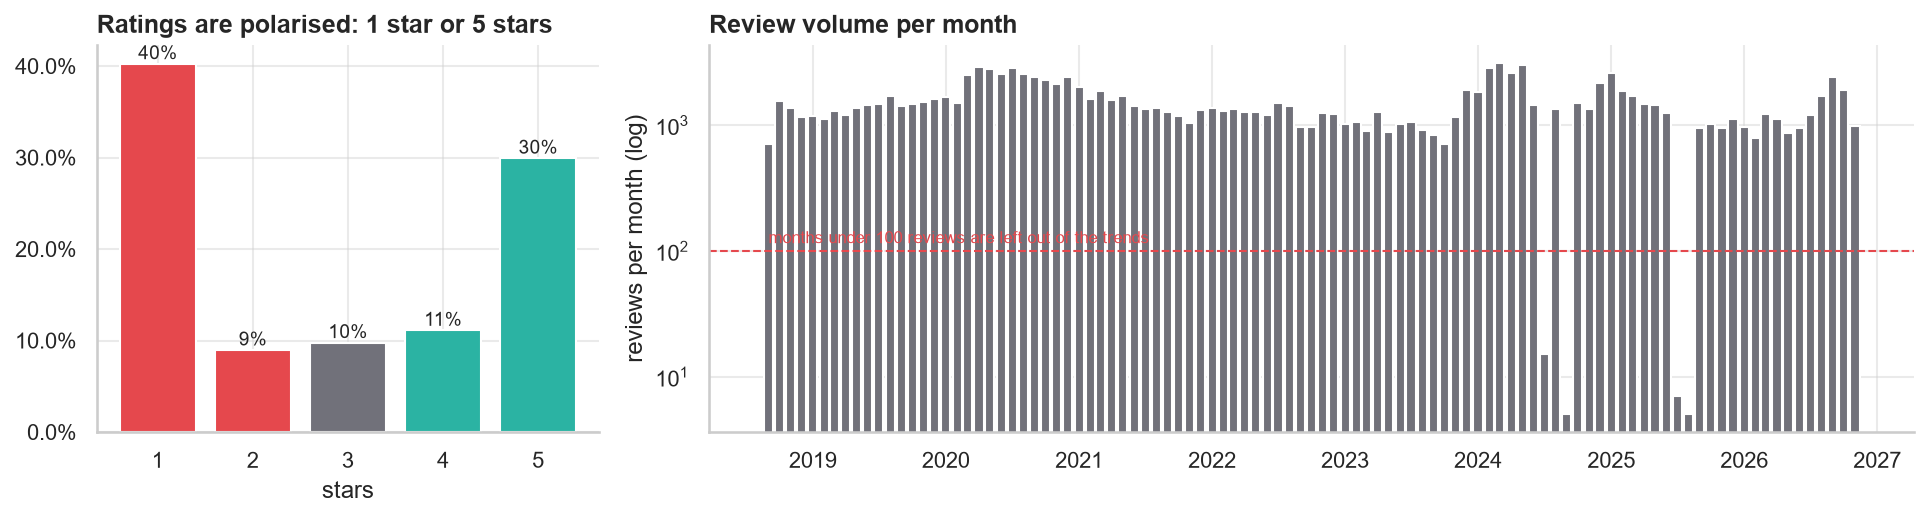 Ratings are polarised: 1 star or 5 stars
40.0%
30.0%
20.0%
10.0%
0.0%
40%
9%
10%
11%
30%
1 2 3 4 5
stars
Review volume per month
reviews per month (log)
10³
10²
10¹
months under 100 reviews are left out of the trends
2019 2020 2021 2022 2023 2024 2025 2026 2027